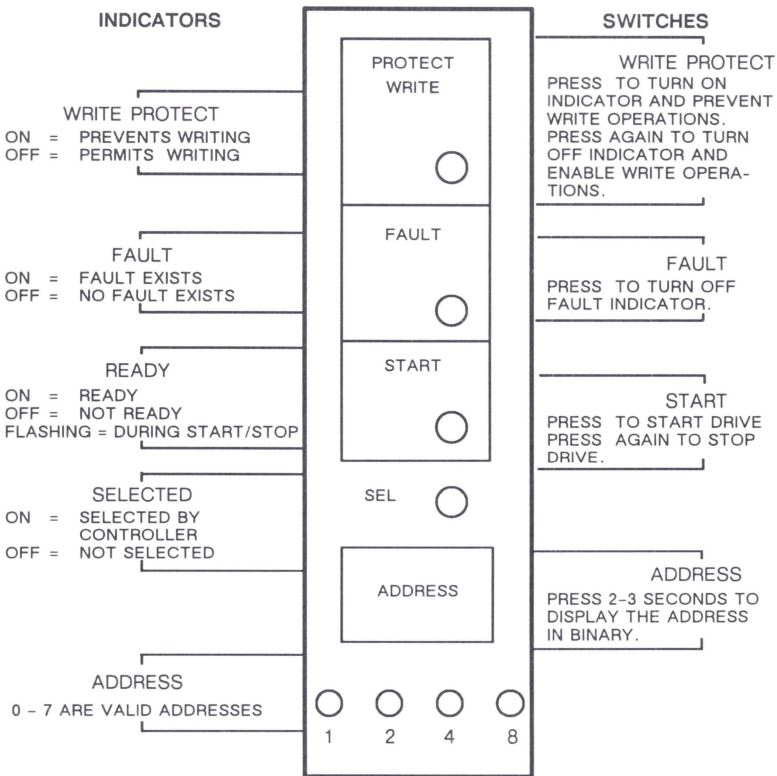 INDICATORS
WRITE PROTECT
ON = PREVENTS WRITING
OFF = PERMITS WRITING
FAULT
ON = FAULT EXISTS
OFF = NO FAULT EXISTS
READY
ON = READY
OFF = NOT READY
FLASHING = DURING START/STOP
SELECTED
ON = SELECTED BY
CONTROLLER
OFF = NOT SELECTED
ADDRESS
0 - 7 ARE VALID ADDRESSES
PROTECT
WRITE
FAULT
START
SEL
ADDRESS
1 2 4 8
SWITCHES
WRITE PROTECT
PRESS TO TURN ON
INDICATOR AND PREVENT
WRITE OPERATIONS.
PRESS AGAIN TO TURN
OFF INDICATOR AND
ENABLE WRITE OPERA-
TIONS.
FAULT
PRESS TO TURN OFF
FAULT INDICATOR.
START
PRESS TO START DRIVE
PRESS AGAIN TO STOP
DRIVE.
ADDRESS
PRESS 2-3 SECONDS TO
DISPLAY THE ADDRESS
IN BINARY.